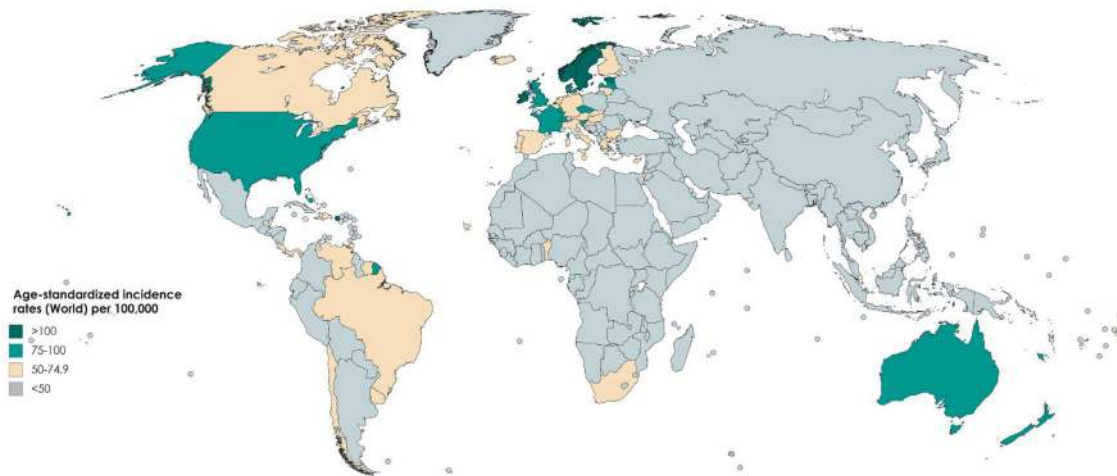 Age-standardized incidence
rates (World) per 100,000
>100
75-100
50-74.9
<50